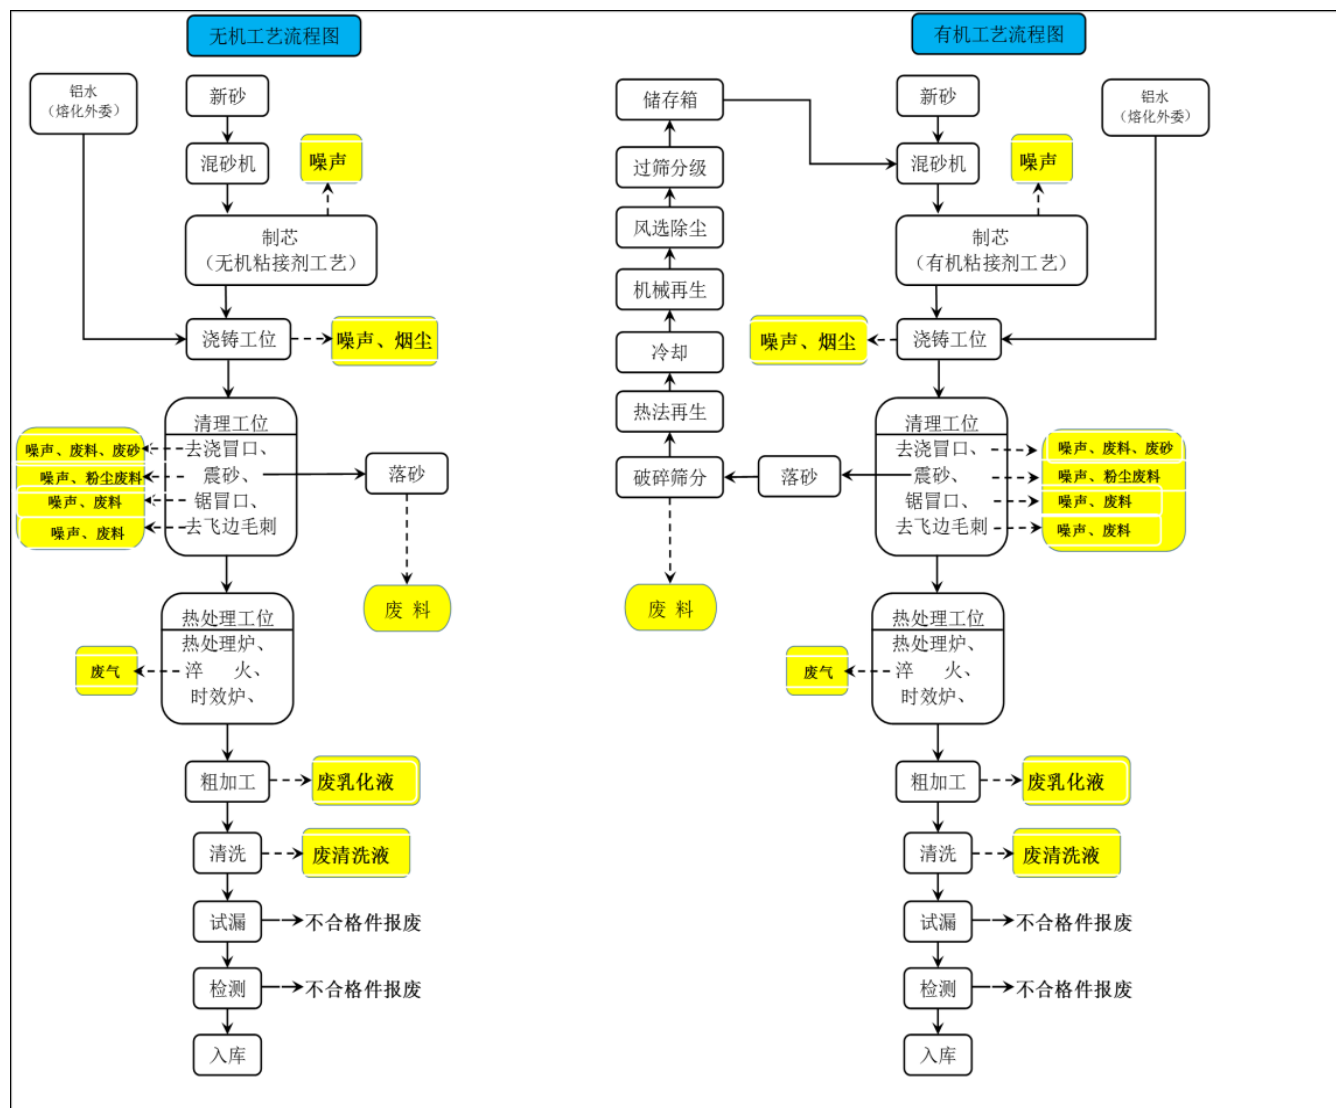 无机工艺流程图
铝水
（熔化外委）
新砂
混砂机
噪声
制芯
（无机粘接剂工艺）
浇铸工位
噪声、烟尘
清理工位
去浇冒口、
震砂、
锯冒口、
去飞边毛刺
噪声、废料、废砂
噪声、粉尘废料
噪声、废料
噪声、废料
落砂
废 料
热处理工位
热处理炉、
淬 火、
时效炉、
废气
粗加工
废乳化液
清洗
废清洗液
试漏
不合格件报废
检测
不合格件报废
入库
有机工艺流程图
储存箱
过筛分级
风选除尘
机械再生
冷却
热法再生
破碎筛分
落砂
废 料
新砂
铝水
（熔化外委）
混砂机
噪声
制芯
（有机粘接剂工艺）
浇铸工位
噪声、烟尘
清理工位
去浇冒口、
震砂、
锯冒口、
去飞边毛刺
噪声、废料、废砂
噪声、粉尘废料
噪声、废料
噪声、废料
热处理工位
热处理炉、
淬 火、
时效炉、
废气
粗加工
废乳化液
清洗
废清洗液
试漏
不合格件报废
检测
不合格件报废
入库